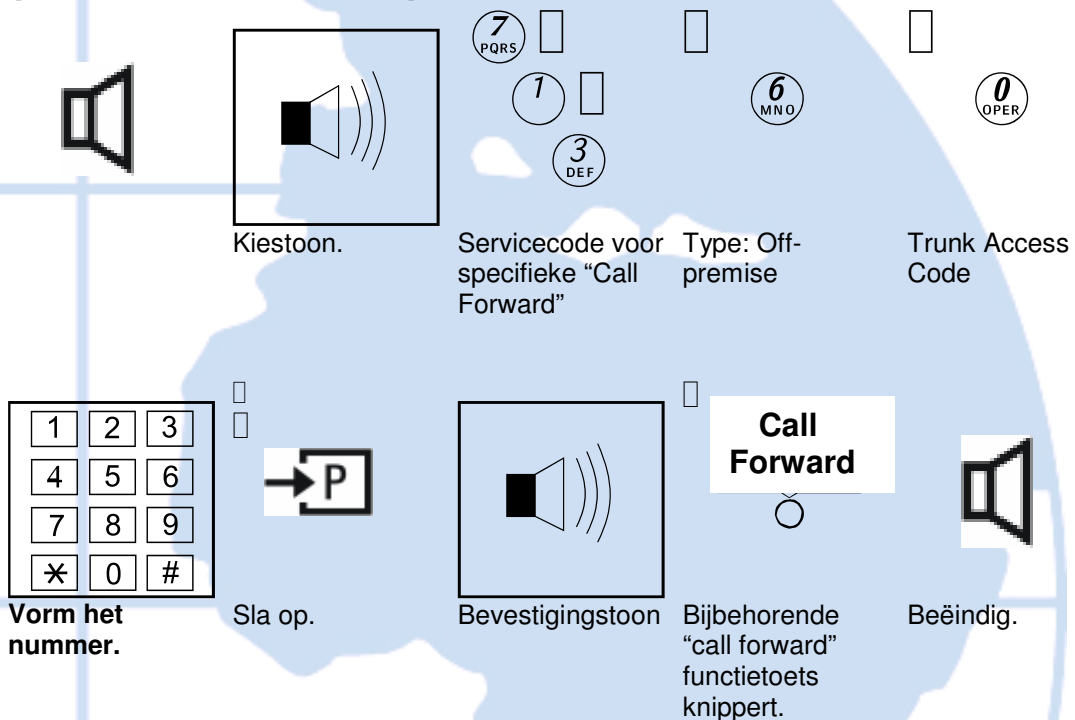 7
PQRS
1
3
DEF
6
MNO
0
OPER
Kiestoon.
Servicecode voor
specifieke “Call
Forward”
Type: Off-
premise
Trunk Access
Code
1 2 3
4 5 6
7 8 9
* 0 #
P
Call
Forward
Vorm het
nummer.
Sla op.
Bevestigingstoon
Bijbehorende
“call forward”
functietoets
knippert.
Beëindig.